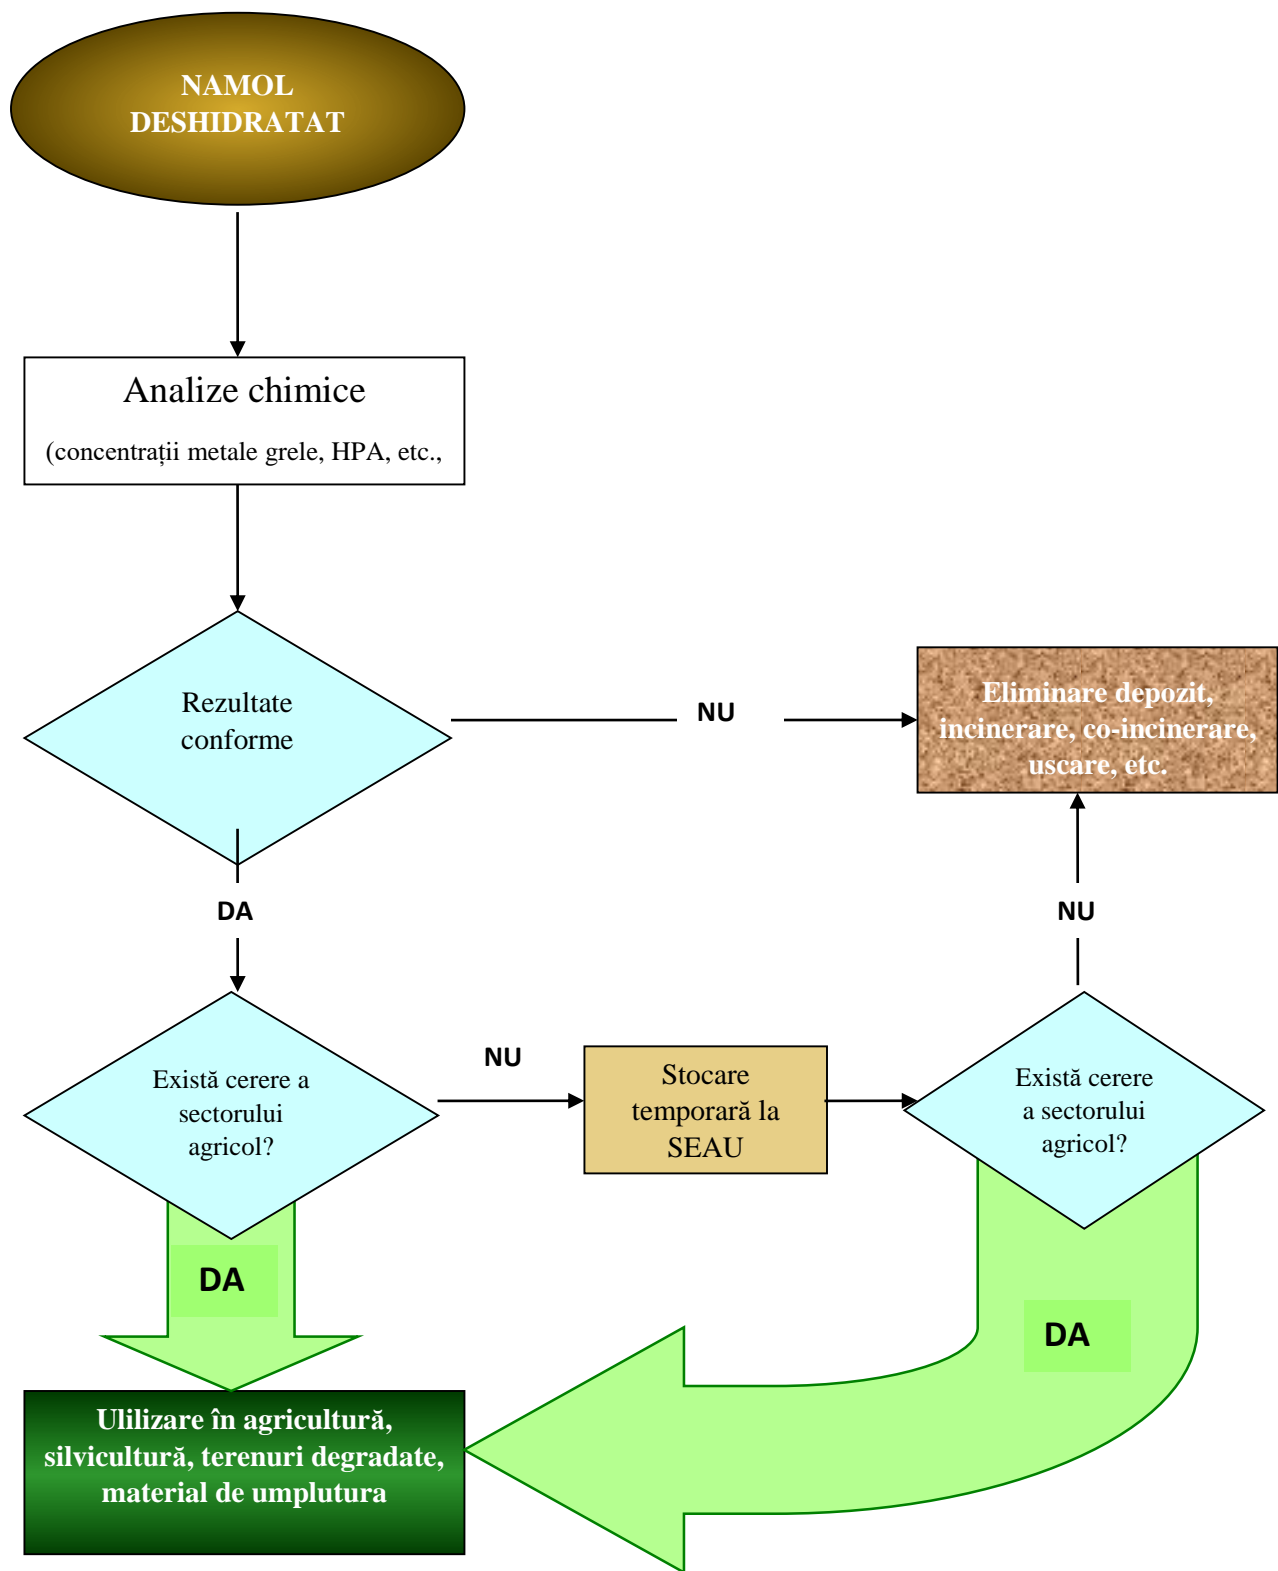 NAMOL
DESHIDRATAT
Analize chimice
(concentrații metale grele, HPA, etc.,
Rezultate
conforme
NU
Eliminare depozit,
incinerare, co-incinerare,
uscare, etc.
DA
NU
Există cerere a
sectorului
agricol?
NU
Stocare
temporară la
SEAU
Există cerere
a sectorului
agricol?
DA
DA
Ulilizare în agricultură,
silvicultură, terenuri degradate,
material de umplutura